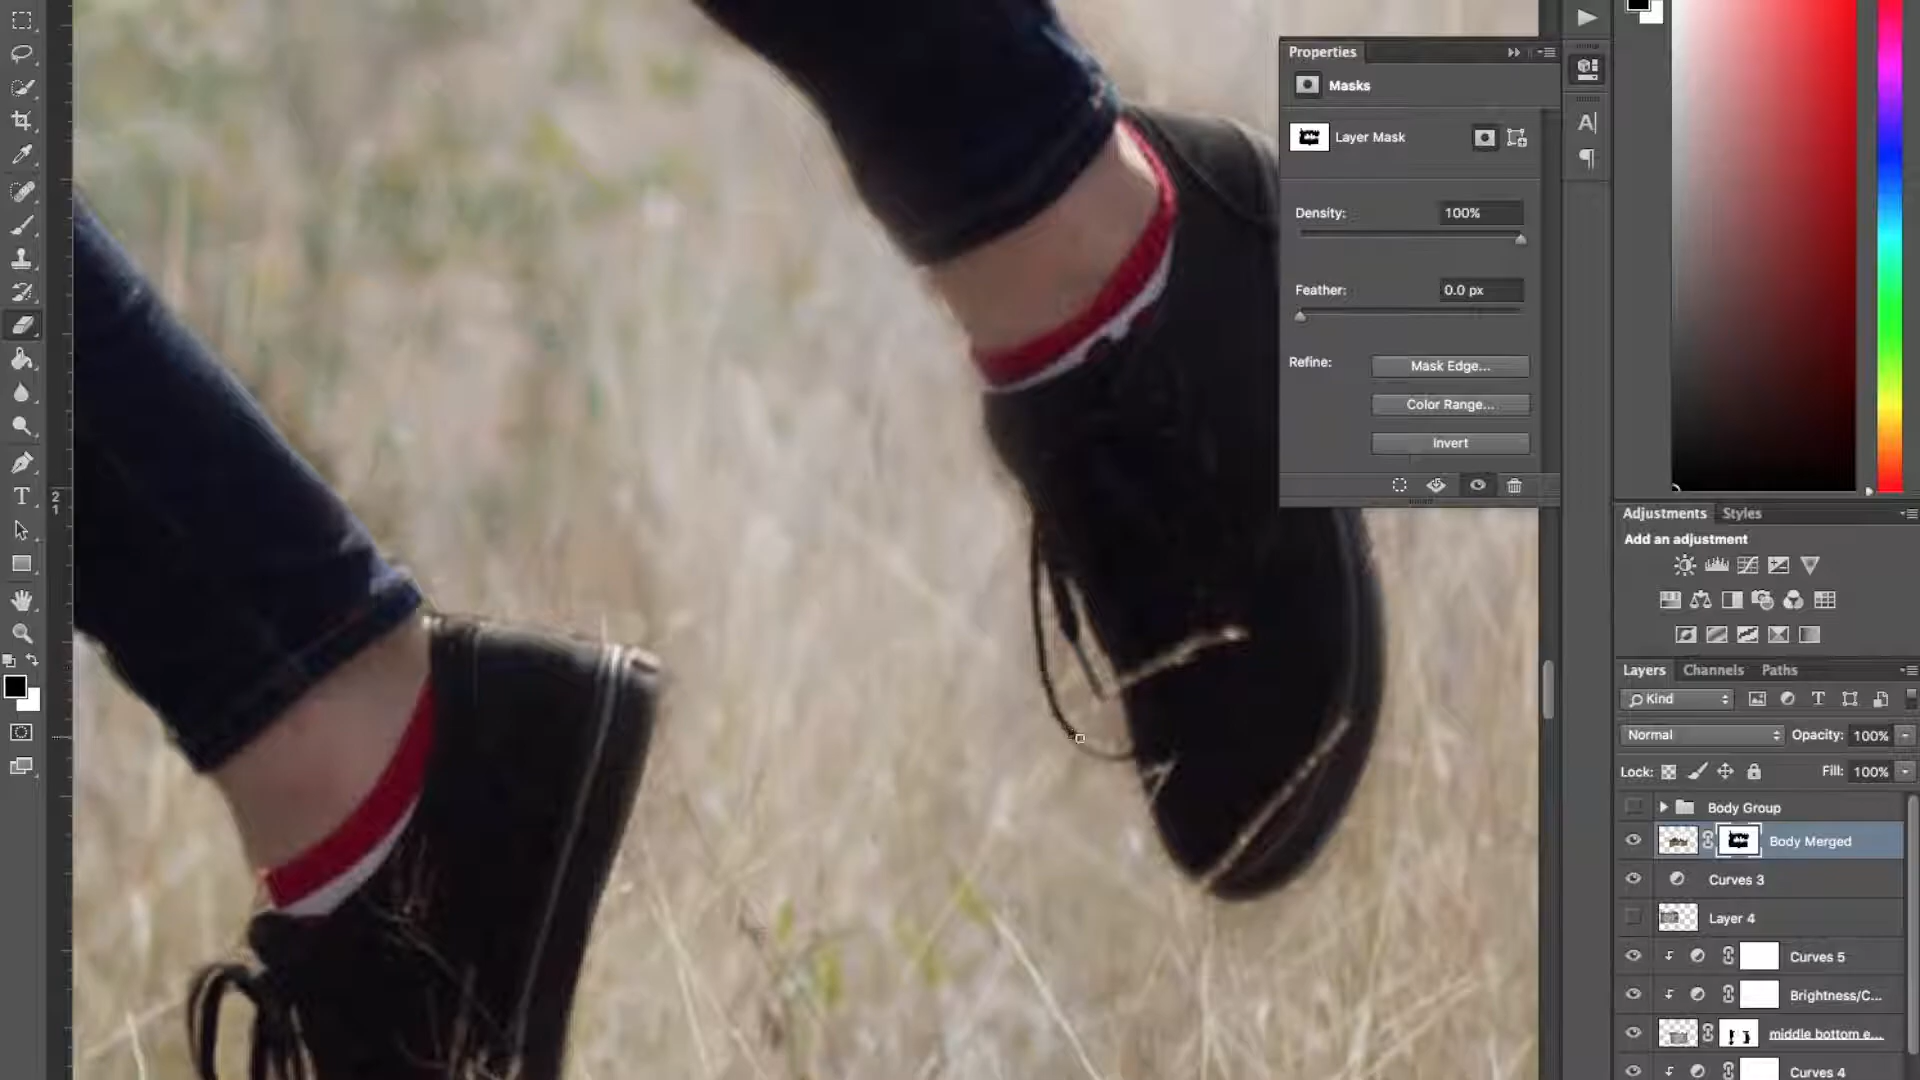 Properties
Masks
Layer Mask
Density: 100%
Feather: 0.0 px
Refine: Mask Edge...
Color Range...
Invert
A|
T
2
1
Adjustments Styles
Add an adjustment
Layers Channels Paths
Kind
T
Normal Opacity: 100%
Lock: Fill: 100%
Body Group
Body Merged
Curves 3
Layer 4
Curves 5
Brightness/C...
middle bottom e...
Curves 4